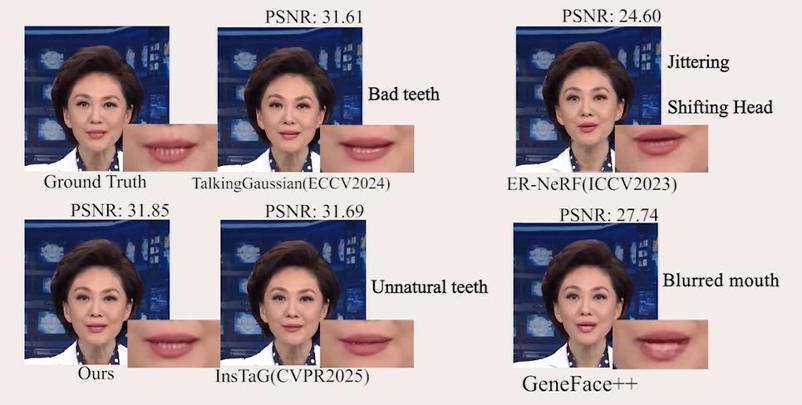 PSNR: 31.61
PSNR: 24.60
Bad teeth
Jittering
Shifting Head
Ground Truth
TalkingGaussian(ECCV2024)
ER-NeRF(ICCV2023)
PSNR: 31.85
PSNR: 31.69
PSNR: 27.74
Unnatural teeth
Blurred mouth
Ours
InsTaG(CVPR2025)
GeneFace++